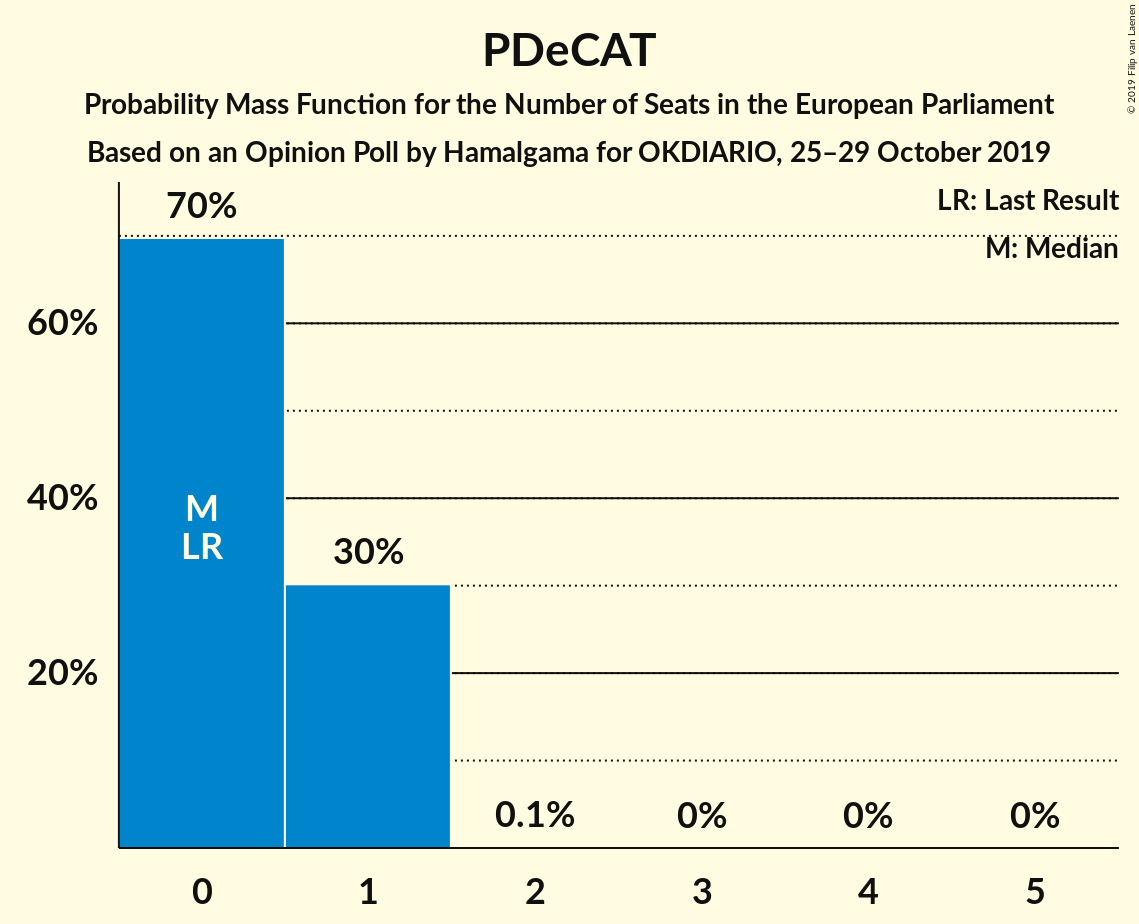 PDeCAT
Probability Mass Function for the Number of Seats in the European Parliament
Based on an Opinion Poll by Hamalgama for OKDIARIO, 25–29 October 2019
© 2019 Filip van Laenen
LR: Last Result
M: Median
70%
60%
40%
M
LR
30%
20%
0.1%
0%
0%
0%
0 1 2 3 4 5